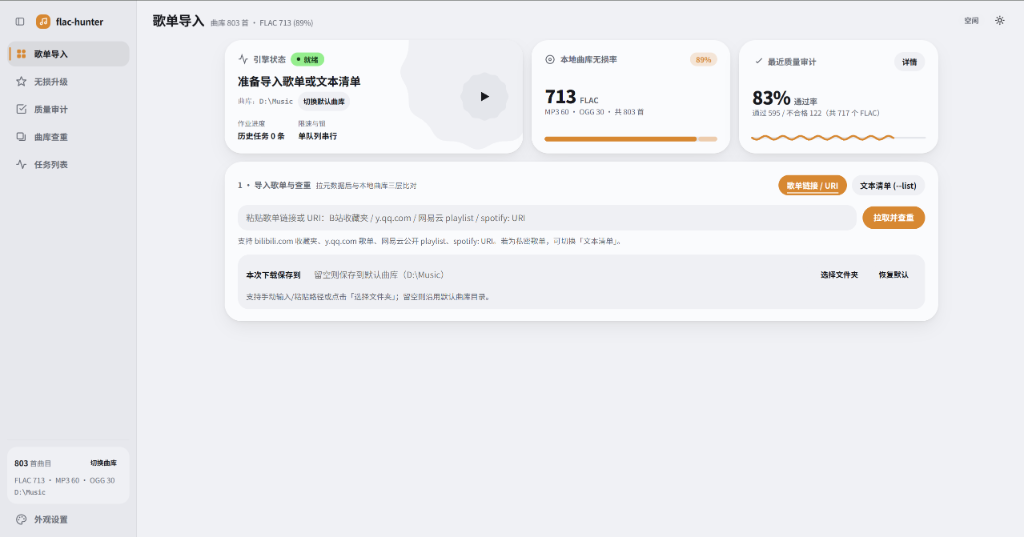 flac-hunter
歌单导入
无损升级
质量审计
曲库查重
任务列表
803 首曲目
切换曲库
FLAC 713 • MP3 60 • OGG 30
D:\Music
外观设置
歌单导入 曲库 803 首 • FLAC 713 (89%)
空闲
引擎状态 就绪
准备导入歌单或文本清单
曲库: D:\Music 切换默认曲库
作业进度 限速与锁
历史任务 0 条 单队列串行
本地曲库无损率 89%
713 FLAC
MP3 60 • OGG 30 • 共 803 首
最近质量审计 详情
83% 通过率
通过 595 / 不合格 122（共 717 个 FLAC）
1 • 导入歌单与查重 拉元数据后与本地曲库三层比对
歌单链接 / URI 文本清单 (--list)
粘贴歌单链接或 URI：B站收藏夹 / y.qq.com / 网易云 playlist / spotify: URI
拉取并查重
支持 bilibili.com 收藏夹、y.qq.com 歌单、网易云公开 playlist、spotify: URI。若为私密歌单，可切换「文本清单」。
本次下载保存到 留空则保存到默认曲库（D:\Music）
选择文件夹 恢复默认
支持手动输入/粘贴路径或点击「选择文件夹」；留空则沿用默认曲库目录。